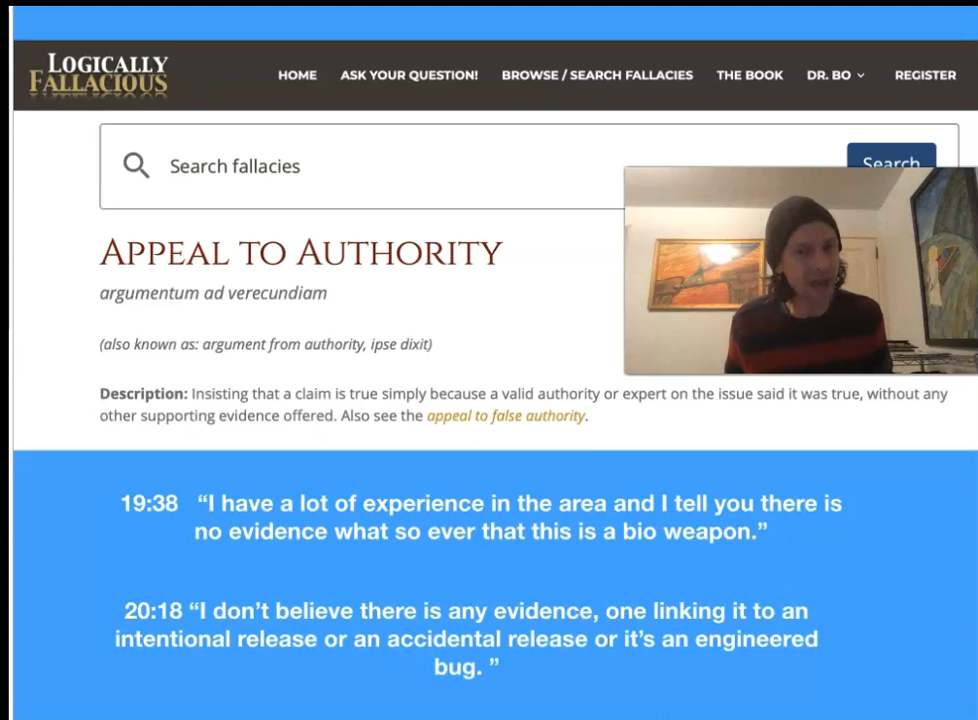 LOGICALLY
FALLACIOUS
HOME ASK YOUR QUESTION! BROWSE / SEARCH FALLACIES THE BOOK DR. BO REGISTER
Search fallacies
Search
APPEAL TO AUTHORITY
argumentum ad verecundiam
(also known as: argument from authority, ipse dixit)
Description: Insisting that a claim is true simply because a valid authority or expert on the issue said it was true, without any
other supporting evidence offered. Also see the appeal to false authority.
19:38 “I have a lot of experience in the area and I tell you there is
no evidence what so ever that this is a bio weapon.”
20:18 “I don’t believe there is any evidence, one linking it to an
intentional release or an accidental release or it’s an engineered
bug. ”